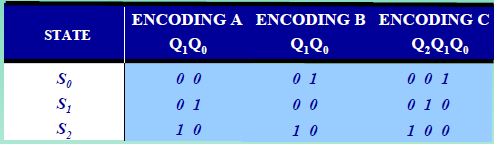 STATE ENCODING A ENCODING B ENCODING C
Q₁Q₀ Q₁Q₀ Q₂Q₁Q₀
S₀ 0 0 0 1 0 0 1
S₁ 0 1 0 0 0 1 0
S₂ 1 0 1 0 1 0 0